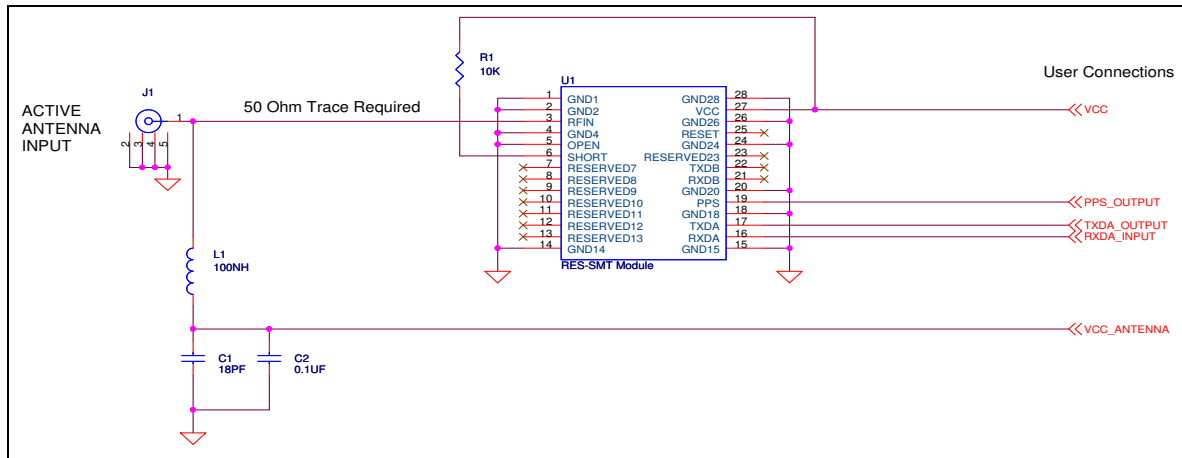 R1
10K
User Connections
U1
J1
50 Ohm Trace Required
ACTIVE
ANTENNA
INPUT
1
2
3
4
5
1 GND1 GND28 28
2 GND2 VCC 27
3 RFIN GND26 26
4 GND4 RESET 25
5 OPEN GND24 24
6 SHORT RESERVED23 23
7 RESERVED7 TXDB 22
8 RESERVED8 RXDB 21
9 RESERVED9 GND20 20
10 RESERVED10 PPS 19
11 RESERVED11 GND18 18
12 RESERVED12 TXDA 17
13 RESERVED13 RXDA 16
14 GND14 GND15 15
RES-SMT Module
VCC
PPS_OUTPUT
TXDA_OUTPUT
RXDA_INPUT
L1
100NH
VCC_ANTENNA
C1
18PF
C2
0.1UF